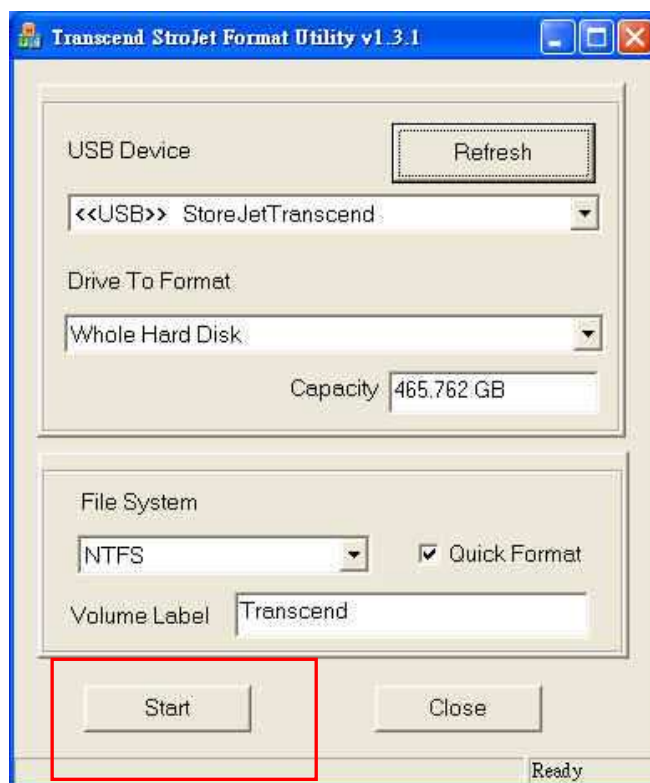 Transcend StroJet Format Utility v1.3.1
USB Device
Refresh
<<USB>> StoreJetTranscend
Drive To Format
Whole Hard Disk
Capacity 465.762 GB
File System
NTFS
Quick Format
Volume Label Transcend
Start Close
Ready